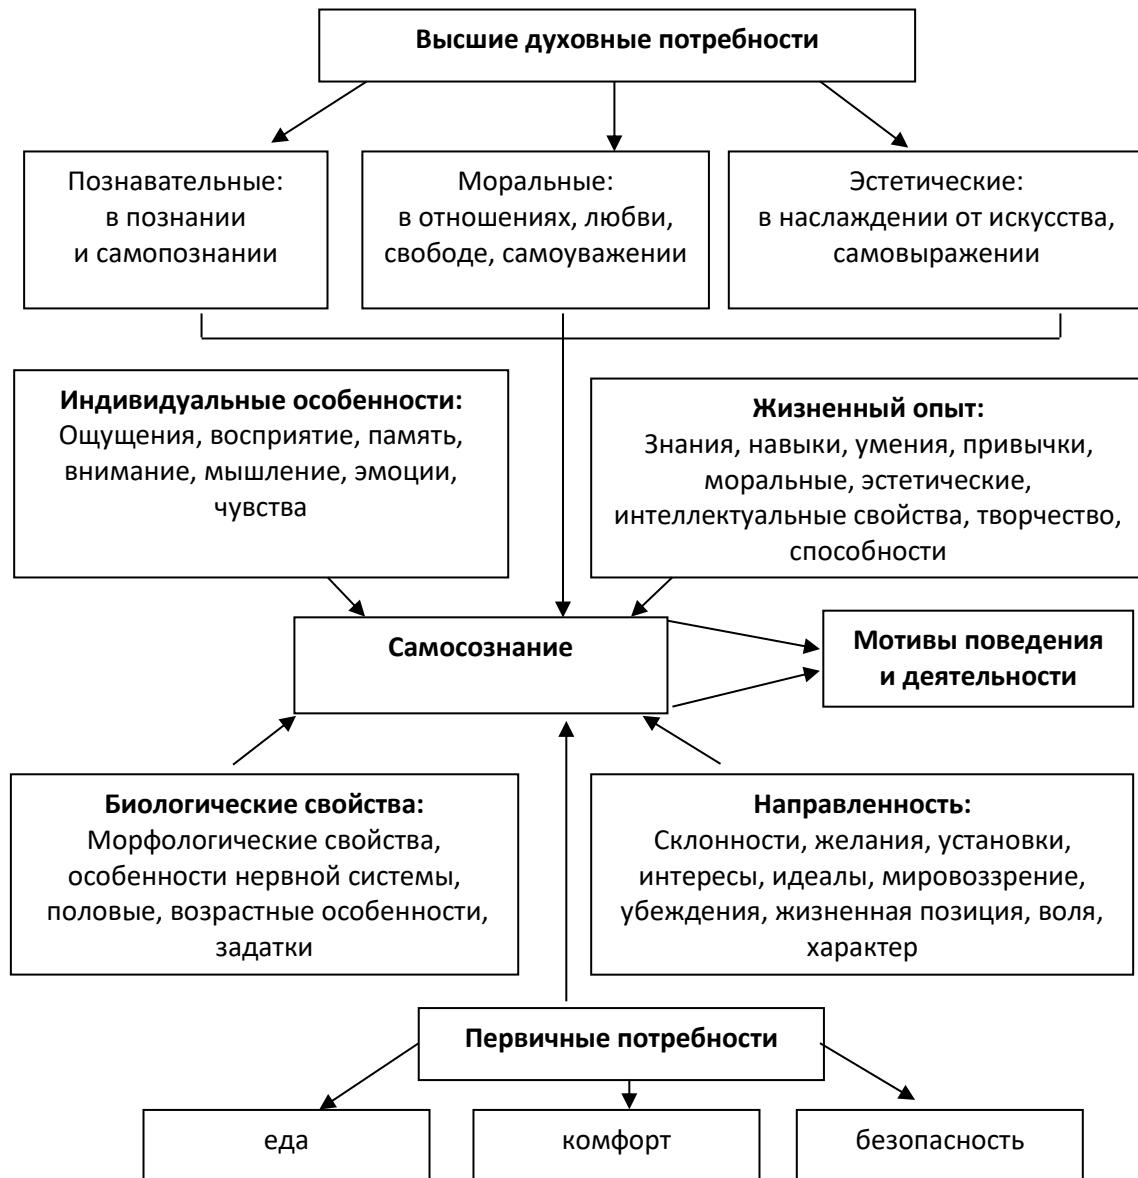 Высшие духовные потребности
Познавательные:
в познании
и самопознании
Моральные:
в отношениях, любви,
свободе, самоуважении
Эстетические:
в наслаждении от искусства,
самовыражении
Индивидуальные особенности:
Ощущения, восприятие, память,
внимание, мышление, эмоции,
чувства
Жизненный опыт:
Знания, навыки, умения, привычки,
моральные, эстетические,
интеллектуальные свойства, творчество,
способности
Самосознание
Мотивы поведения
и деятельности
Биологические свойства:
Морфологические свойства,
особенности нервной системы,
половые, возрастные особенности,
задатки
Направленность:
Склонности, желания, установки,
интересы, идеалы, мировоззрение,
убеждения, жизненная позиция, воля,
характер
Первичные потребности
еда
комфорт
безопасность